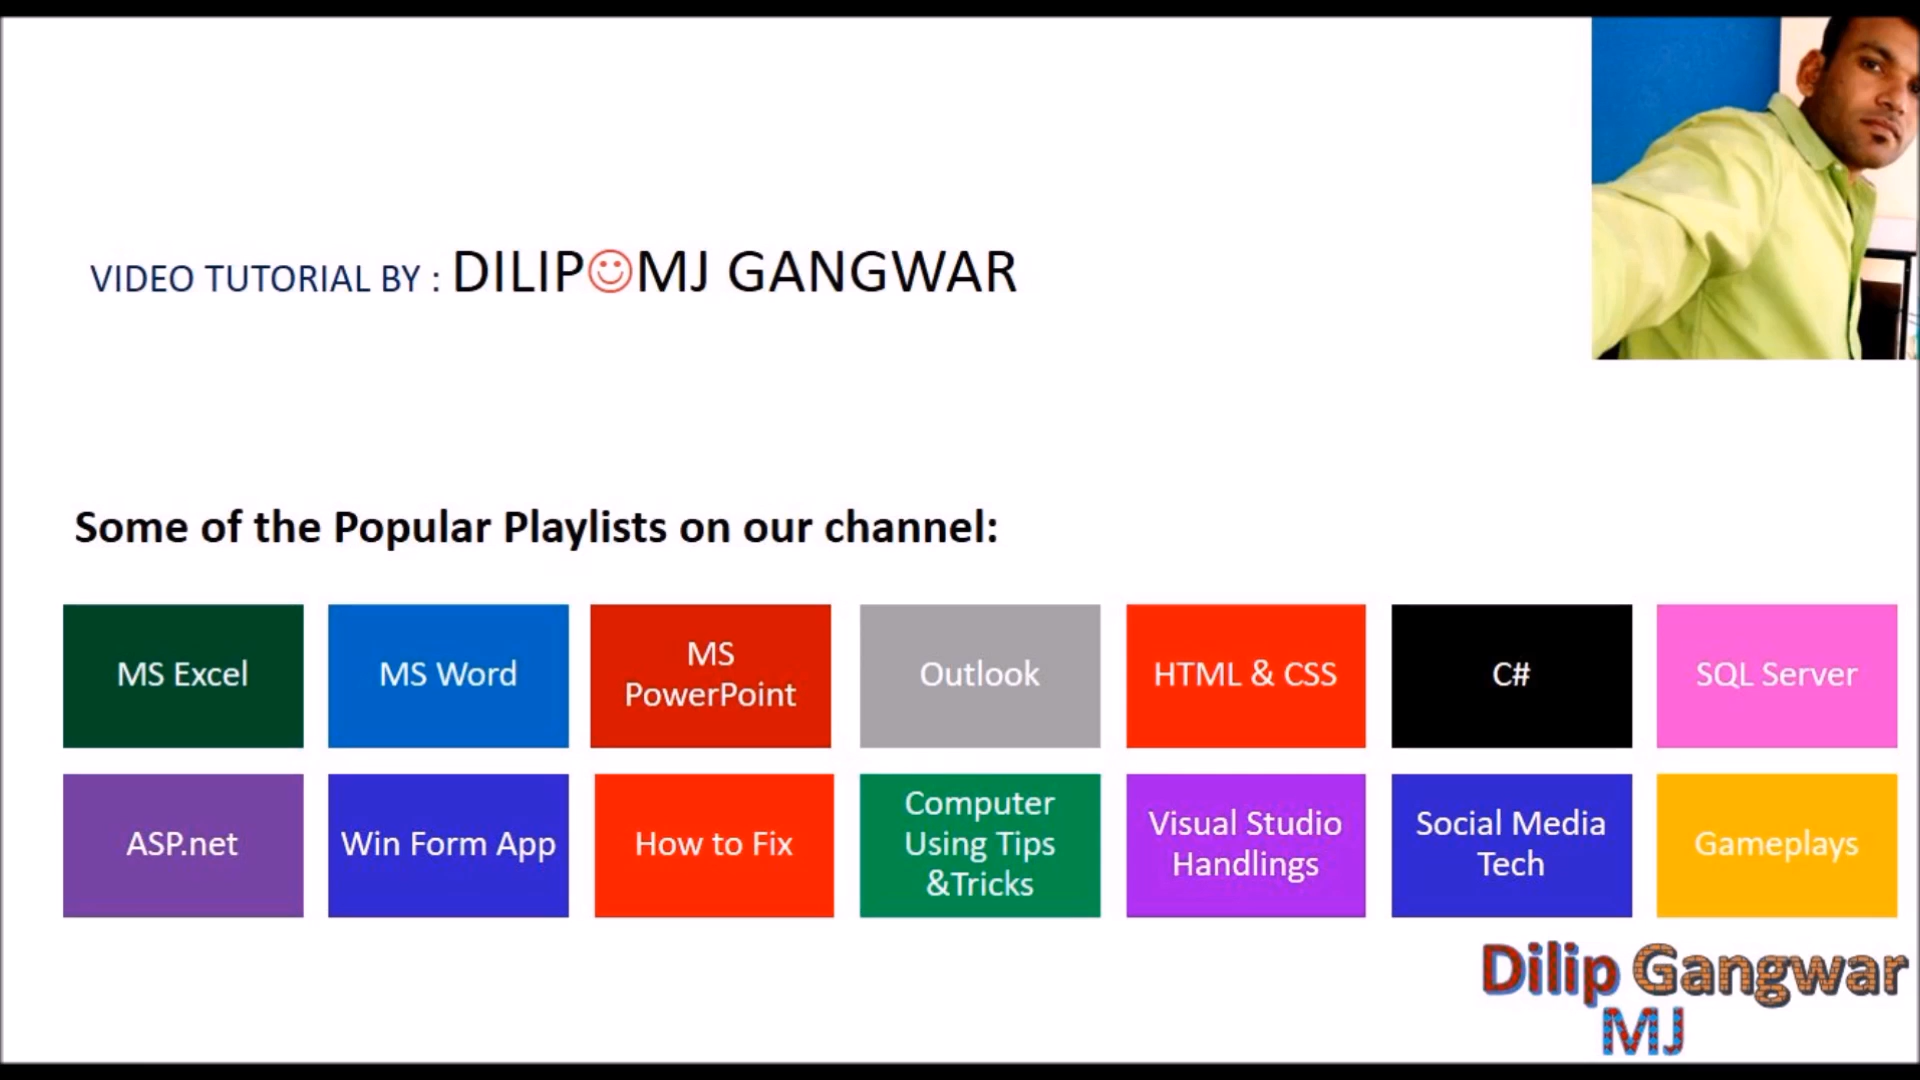 VIDEO TUTORIAL BY : DILIP☺MJ GANGWAR
Some of the Popular Playlists on our channel:
MS Excel
MS Word
MS
PowerPoint
Outlook
HTML & CSS
C#
SQL Server
ASP.net
Win Form App
How to Fix
Computer
Using Tips
&Tricks
Visual Studio
Handlings
Social Media
Tech
Gameplays
Dilip Gangwar
MJ